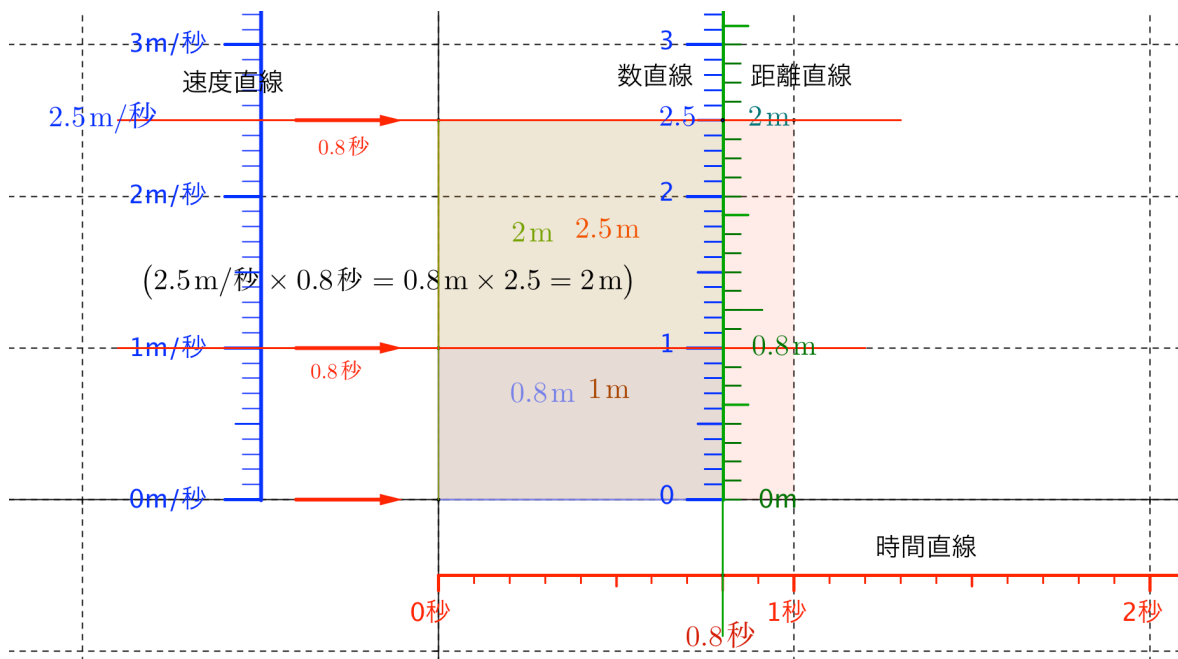 3m/秒
3
速度直線
数直線
距離直線
2.5m/秒
2.5
2m
0.8秒
2m/秒
2
2m
2.5m
(2.5m/秒 × 0.8秒 = 0.8m × 2.5 = 2m)
1m/秒
1
0.8m
0.8秒
0.8m
1m
0m/秒
0
0m
時間直線
0秒
1秒
2秒
0.8秒